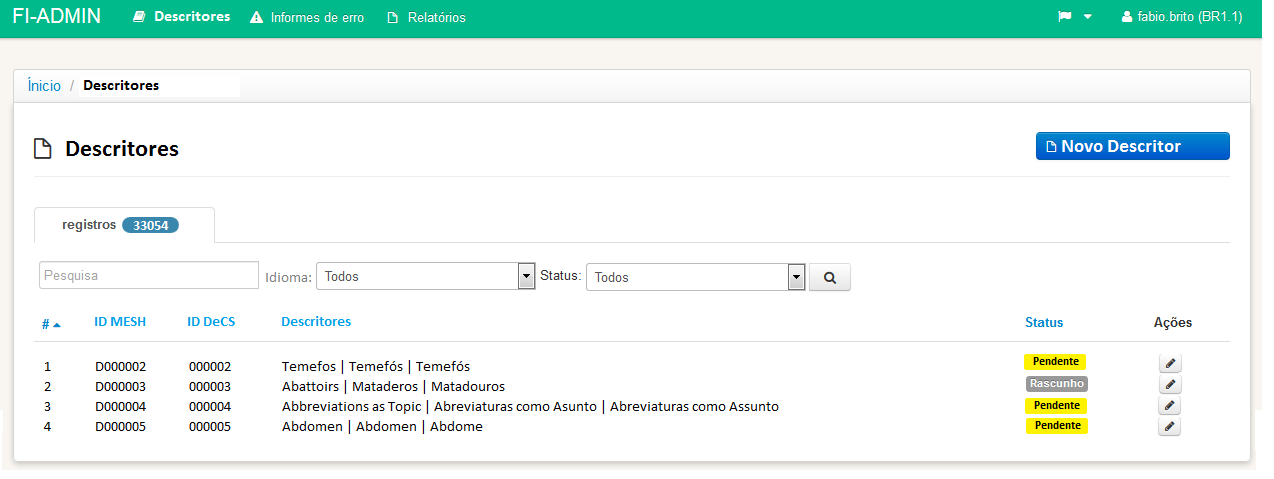 FI-ADMIN Descritores Informes de erro Relatórios fabio.brito (BR1.1)
Ínicio / Descritores
Descritores Novo Descritor
registros 33054
Pesquisa Idioma: Todos Status: Todos
# ID MESH ID DeCS Descritores Status Ações
1 D000002 000002 Temefos | Temefós | Temefós Pendente
2 D000003 000003 Abattoirs | Mataderos | Matadouros Rascunho
3 D000004 000004 Abbreviations as Topic | Abreviaturas como Asunto | Abreviaturas como Assunto Pendente
4 D000005 000005 Abdomen | Abdomen | Abdome Pendente